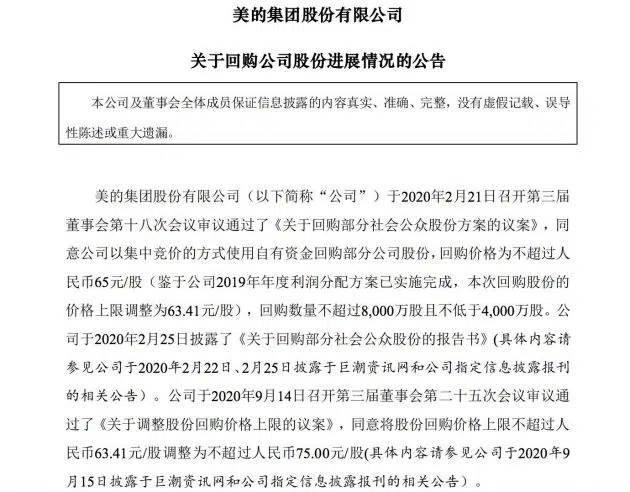 美的集团股份有限公司
关于回购公司股份进展情况的公告
本公司及董事会全体成员保证信息披露的内容真实、准确、完整，没有虚假记载、误导
性陈述或重大遗漏。
美的集团股份有限公司（以下简称“公司”）于2020年2月21日召开第三届
董事会第十八次会议审议通过了《关于回购部分社会公众股份方案的议案》，同
意公司以集中竞价的方式使用自有资金回购部分公司股份，回购价格为不超过人
民币65元/股（鉴于公司2019年年度利润分配方案已实施完成，本次回购股份的
价格上限调整为63.41元/股），回购数量不超过8,000万股且不低于4,000万股。公
司于2020年2月25日披露了《关于回购部分社会公众股份的报告书》(具体内容请
参见公司于2020年2月22日、2月25日披露于巨潮资讯网和公司指定信息披露报刊
的相关公告）。公司于2020年9月14日召开第三届董事会第二十五次会议审议通
过了《关于调整股份回购价格上限的议案》，同意将股份回购价格上限不超过人
民币63.41元/股调整为不超过人民币75.00元/股(具体内容请参见公司于2020年9
月15日披露于巨潮资讯网和公司指定信息披露报刊的相关公告）。